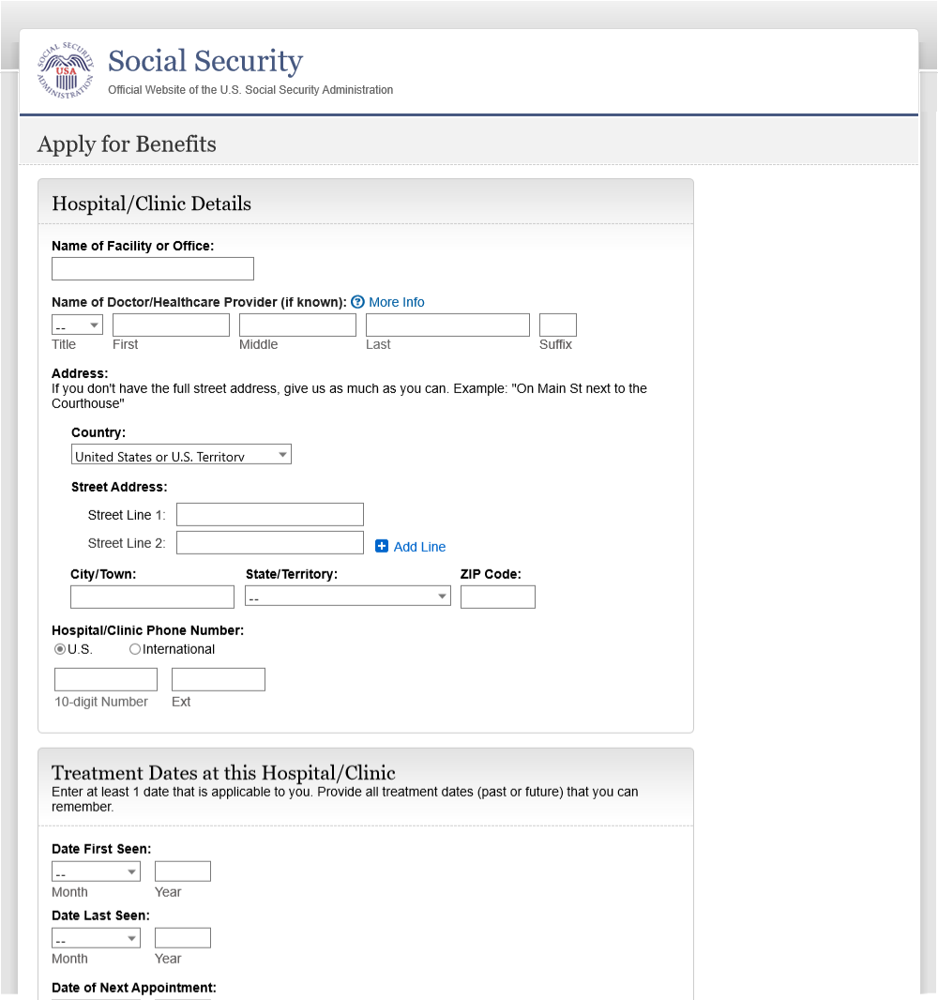 SOCIAL SECURITY ADMINISTRATION
USA
Social Security
Official Website of the U.S. Social Security Administration
Apply for Benefits
Hospital/Clinic Details
Name of Facility or Office:
Name of Doctor/Healthcare Provider (if known): ? More Info
--
Title First Middle Last Suffix
Address:
If you don't have the full street address, give us as much as you can. Example: "On Main St next to the
Courthouse"
Country:
United States or U.S. Territory
Street Address:
Street Line 1:
Street Line 2: + Add Line
City/Town: State/Territory: ZIP Code:
--
Hospital/Clinic Phone Number:
U.S. International
10-digit Number Ext
Treatment Dates at this Hospital/Clinic
Enter at least 1 date that is applicable to you. Provide all treatment dates (past or future) that you can
remember.
Date First Seen:
--
Month Year
Date Last Seen:
--
Month Year
Date of Next Appointment: